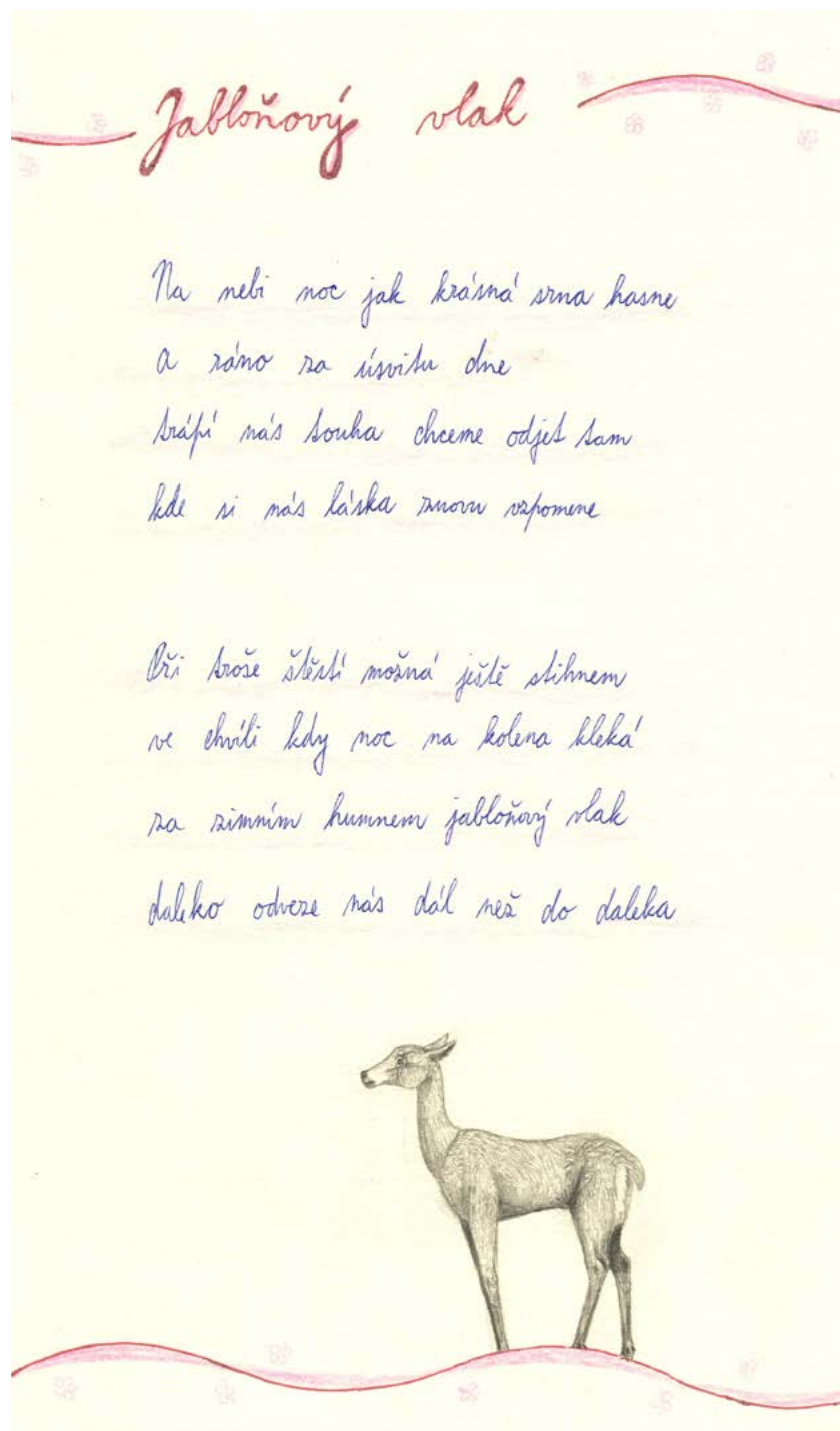 Jabloňový vlak
Na nebi noc jak krásná srna hasne
a ráno za úsvitu dne
trápí nás touha chceme odjet tam
kde si nás láska znovu vzpomene
Při troše štěstí možná ještě stihnem
ve chvíli kdy noc na kolena kleká
za zimním humnem jabloňový vlak
daleko odveze nás dál než do daleka